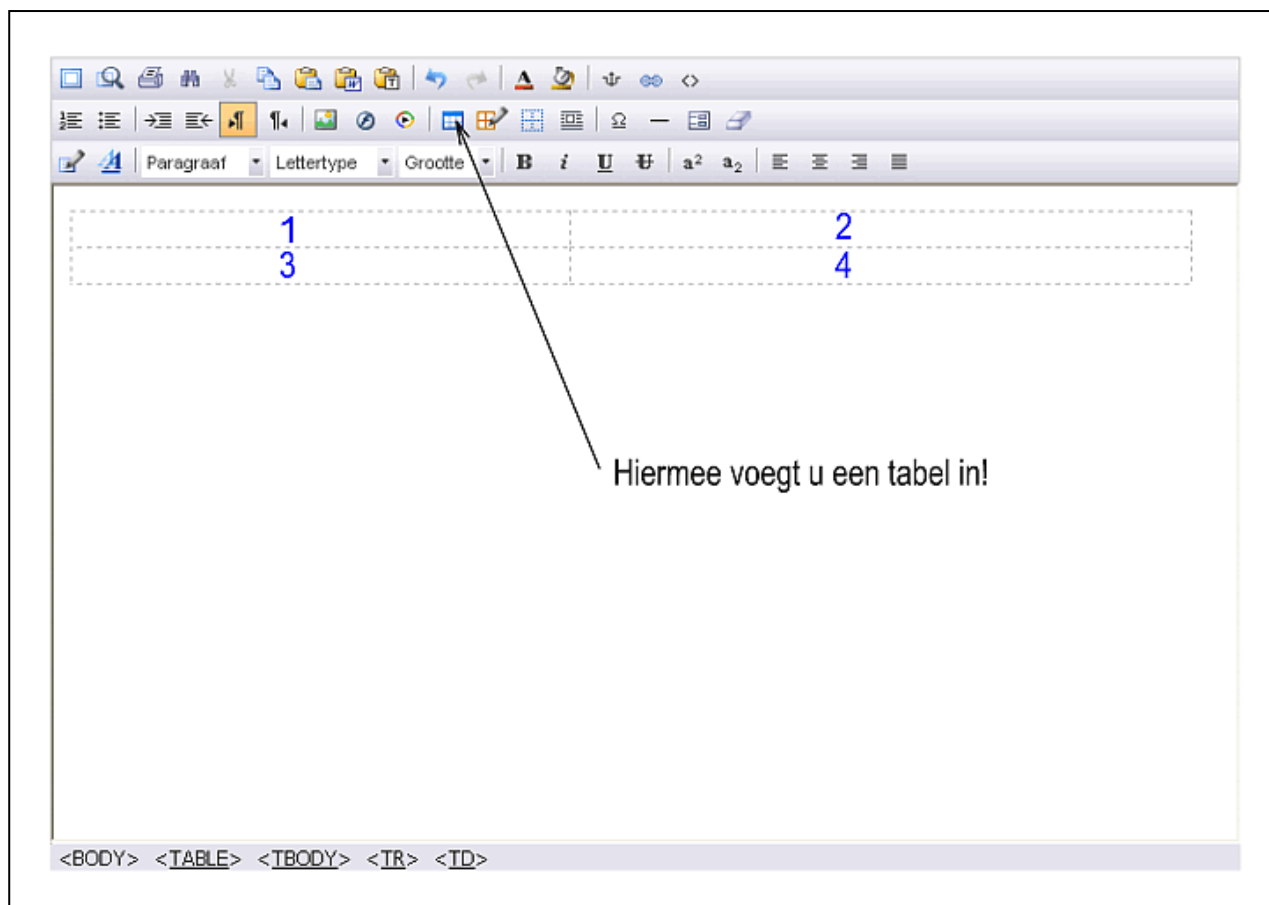 Paragraaf Lettertype Grootte B i U U a² a₂
1 2
3 4
Hiermee voegt u een tabel in!
<BODY> <TABLE> <TBODY> <TR> <TD>